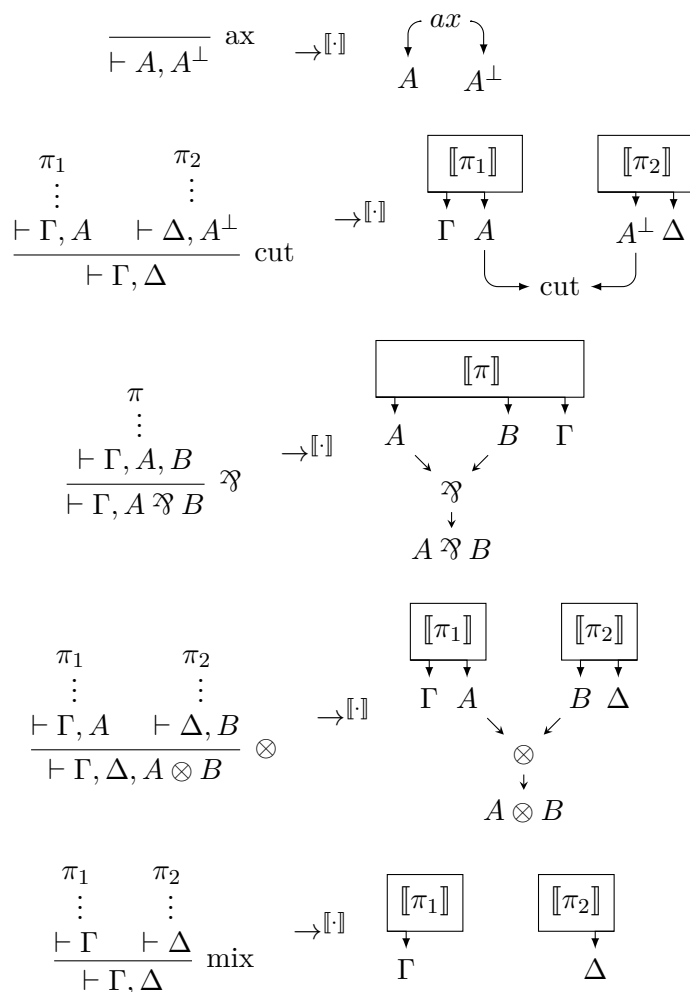 ax
⊢ A, A⊥ ax →⟦·⟧ A A⊥
π₁ π₂ ⟦π₁⟧ ⟦π₂⟧
⋮ ⋮
⊢ Γ, A ⊢ Δ, A⊥ cut →⟦·⟧ Γ A A⊥ Δ
⊢ Γ, Δ cut
π ⟦π⟧
⋮
⊢ Γ, A, B ⅋ →⟦·⟧ A B Γ
⊢ Γ, A ⅋ B ⅋
A ⅋ B
π₁ π₂ ⟦π₁⟧ ⟦π₂⟧
⋮ ⋮
⊢ Γ, A ⊢ Δ, B ⊗ →⟦·⟧ Γ A B Δ
⊢ Γ, Δ, A ⊗ B ⊗
A ⊗ B
π₁ π₂ ⟦π₁⟧ ⟦π₂⟧
⋮ ⋮
⊢ Γ ⊢ Δ mix →⟦·⟧
⊢ Γ, Δ Γ Δ